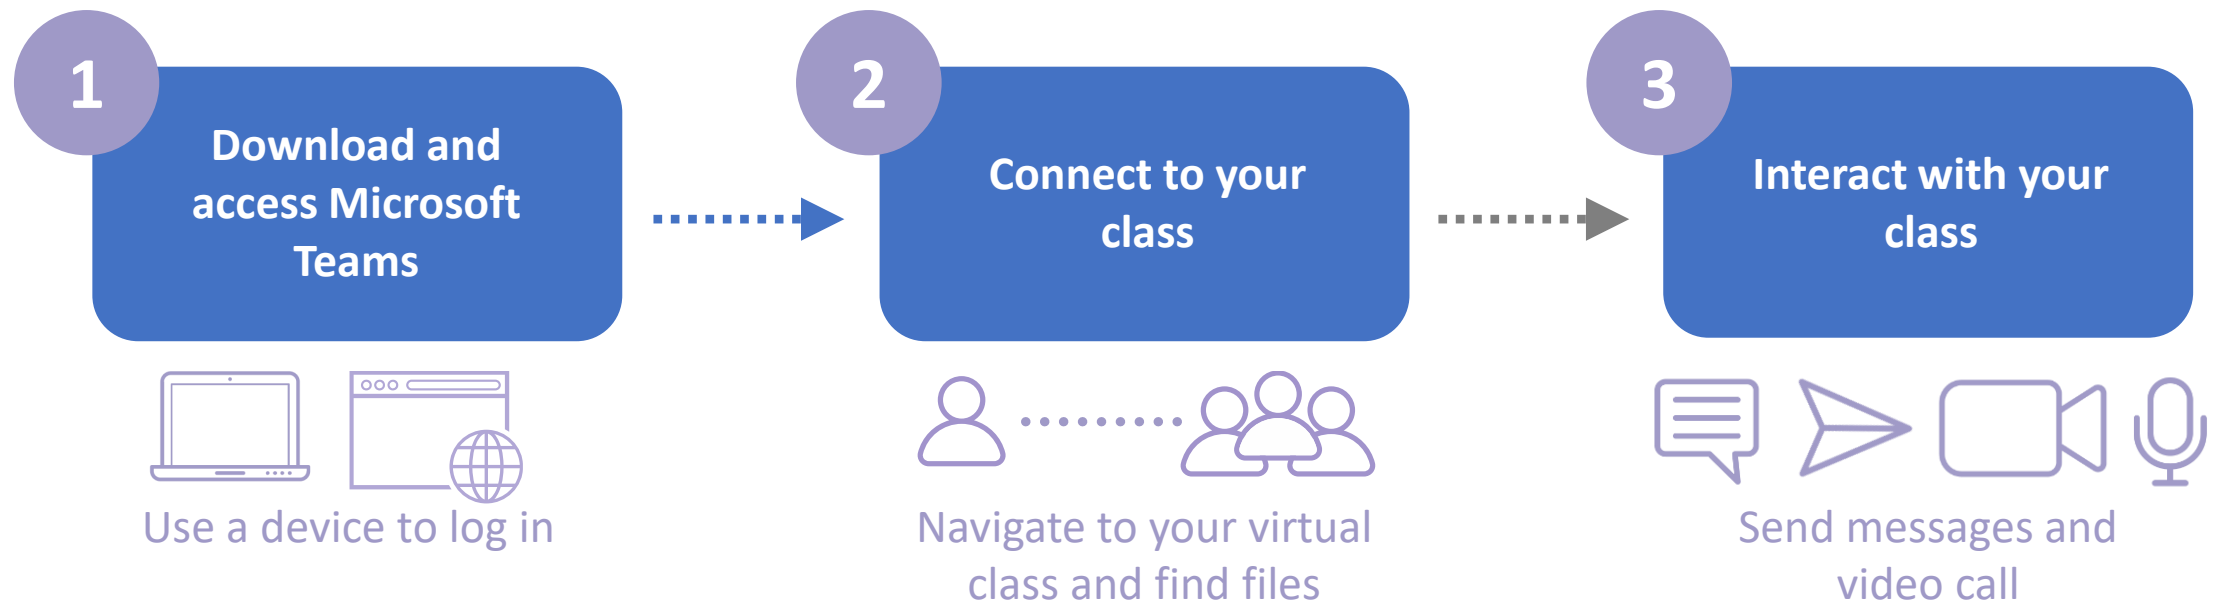 1
Download and
access Microsoft
Teams
Use a device to log in
2
Connect to your
class
Navigate to your virtual
class and find files
3
Interact with your
class
Send messages and
video call